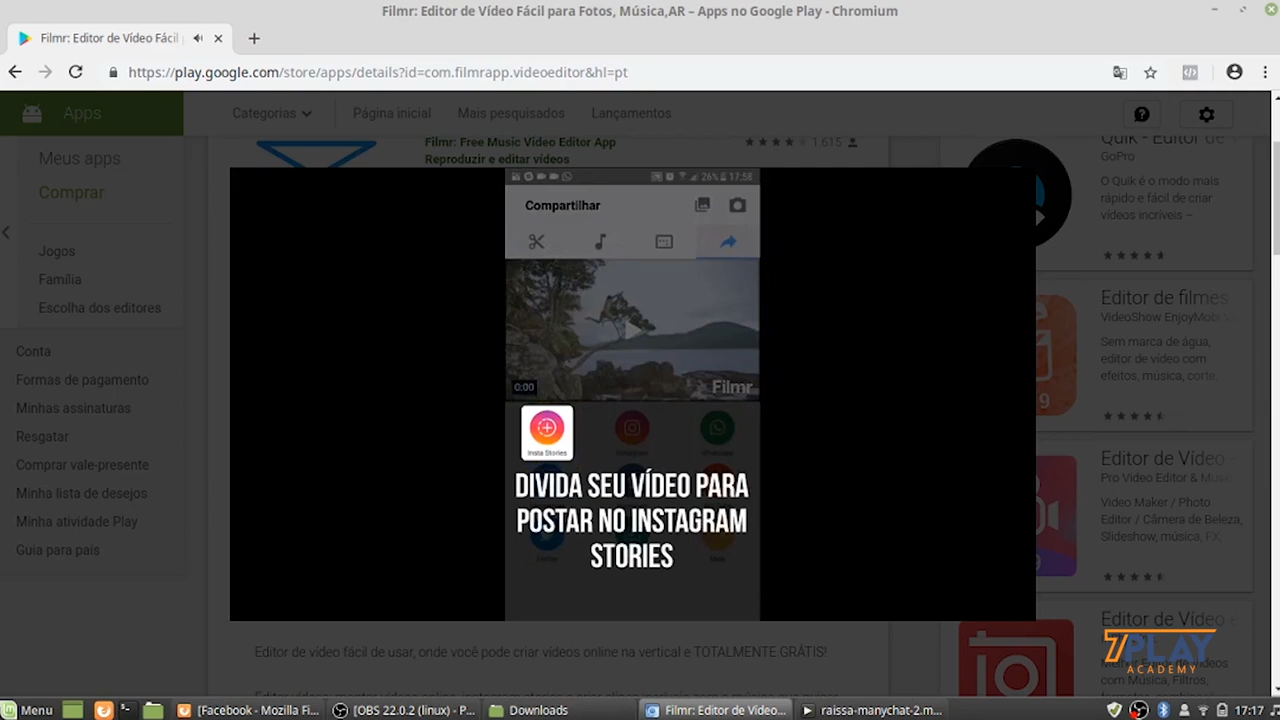 Filmr: Editor de Vídeo Fácil para Fotos, Música,AR – Apps no Google Play - Chromium
Filmr: Editor de Vídeo Fácil
https://play.google.com/store/apps/details?id=com.filmrapp.videoeditor&hl=pt
Apps
Categorias
Página inicial
Mais pesquisados
Lançamentos
Meus apps
Comprar
Jogos
Família
Escolha dos editores
Conta
Formas de pagamento
Minhas assinaturas
Resgatar
Comprar vale-presente
Minha lista de desejos
Minha atividade Play
Guia para pais
Filmr: Free Music Video Editor App
Reproduzir e editar vídeos
1 615
26% 17:58
Compartilhar
0:00
Filmr
Insta Stories
Instagram
Whatsapp
DIVIDA SEU VÍDEO PARA
POSTAR NO INSTAGRAM
STORIES
Editor de vídeo fácil de usar, onde você pode criar vídeos online na vertical e TOTALMENTE GRÁTIS!
Quik - Editor de
GoPro
O Quik é o modo mais
rápido e fácil de criar
vídeos incríveis –
Editor de filmes
VideoShow EnjoyMobi
Sem marca de água,
editor de vídeo com
efeitos, música, corte,
9
Editor de Vídeo
Pro Video Editor & Music
Video Maker / Photo
Editor / Câmera de Beleza,
Slideshow, música, FX,
Editor de Vídeo e
com Músicas, Filtros,
7PLAY
ACADEMY
Menu
[Facebook - Mozilla Fi...
[OBS 22.0.2 (linux) - P...
Downloads
Filmr: Editor de Vídeo...
raissa-manychat-2.m...
17:17